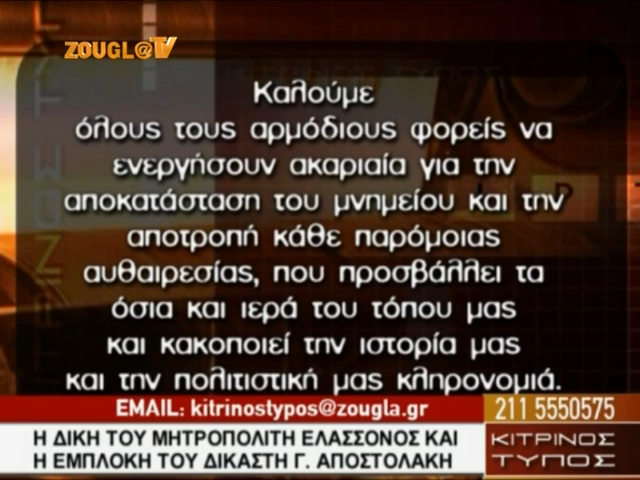 ZOUGL@TV
ΚΙΤΡΙΝΟΣ ΤΥΠΟΣ
Καλούμε
όλους τους αρμόδιους φορείς να
ενεργήσουν ακαριαία για την
αποκατάσταση του μνημείου και την
αποτροπή κάθε παρόμοιας
αυθαιρεσίας, που προσβάλλει τα
όσια και ιερά του τόπου μας
και κακοποιεί την ιστορία μας
και την πολιτιστική μας κληρονομιά.
EMAIL: kitrinostypos@zougla.gr
211 5550575
Η ΔΙΚΗ ΤΟΥ ΜΗΤΡΟΠΟΛΙΤΗ ΕΛΑΣΣΟΝΟΣ ΚΑΙ
Η ΕΜΠΛΟΚΗ ΤΟΥ ΔΙΚΑΣΤΗ Γ. ΑΠΟΣΤΟΛΑΚΗ
ΚΙΤΡΙΝΟΣ
ΤΥΠΟΣ